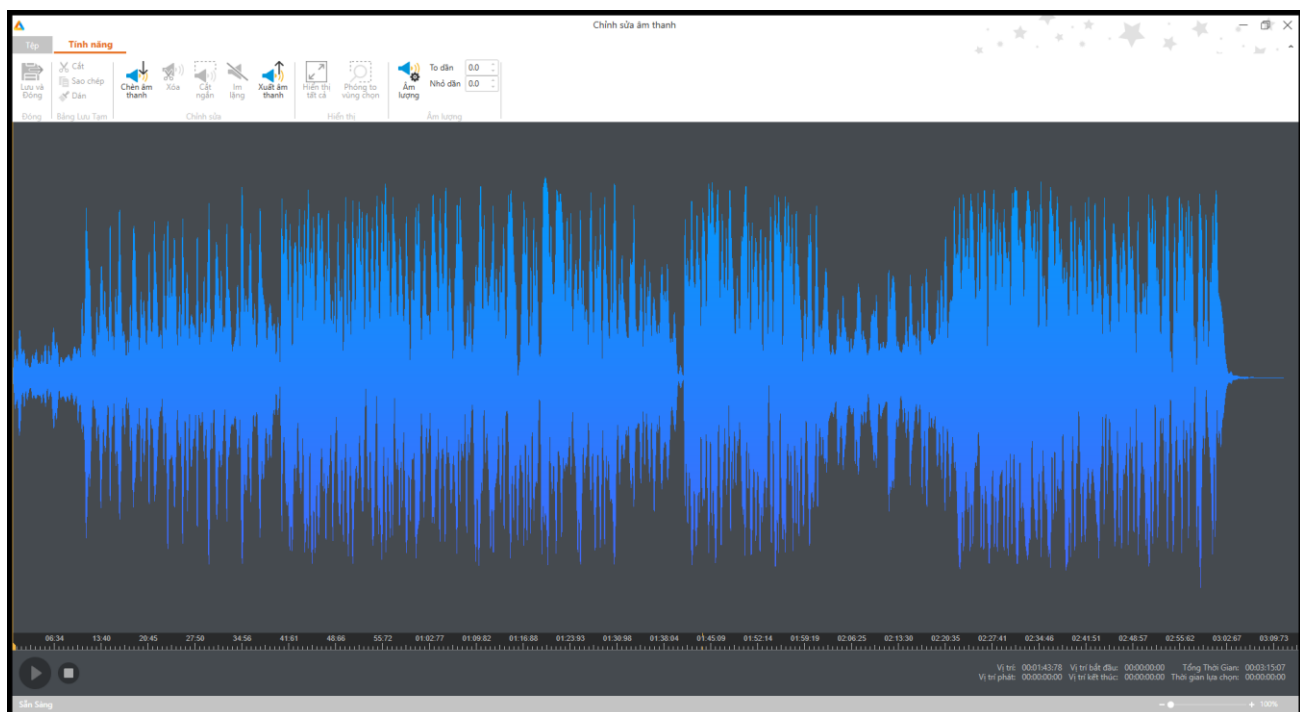 Chỉnh sửa âm thanh
Tệp Tính năng
Lưu và Đóng
Cắt
Sao chép
Dán
Chèn âm thanh
Xóa
Cắt ngắn
Im lặng
Xuất âm thanh
Hiển thị tất cả
Phóng to vùng chọn
Âm lượng
To dần 0.0
Nhỏ dần 0.0
Đóng Bảng Lưu Tạm Chỉnh sửa Hiển thị Âm lượng
06:34 13:40 20:45 27:50 34:56 41:61 48:66 55:72 01:02.77 01:09.82 01:16.88 01:23.93 01:30.98 01:38.04 01:45.09 01:52.14 01:59.19 02:06.25 02:13.30 02:20.35 02:27.41 02:34.46 02:41.51 02:48.57 02:55.62 03:02.67 03:09.73
Vị trí: 00:01:43:78 Vị trí bắt đầu: 00:00:00:00 Tổng Thời Gian: 00:03:15:07
Vị trí phát: 00:00:00:00 Vị trí kết thúc: 00:00:00:00 Thời gian lựa chọn: 00:00:00:00
Sẵn Sàng 100%